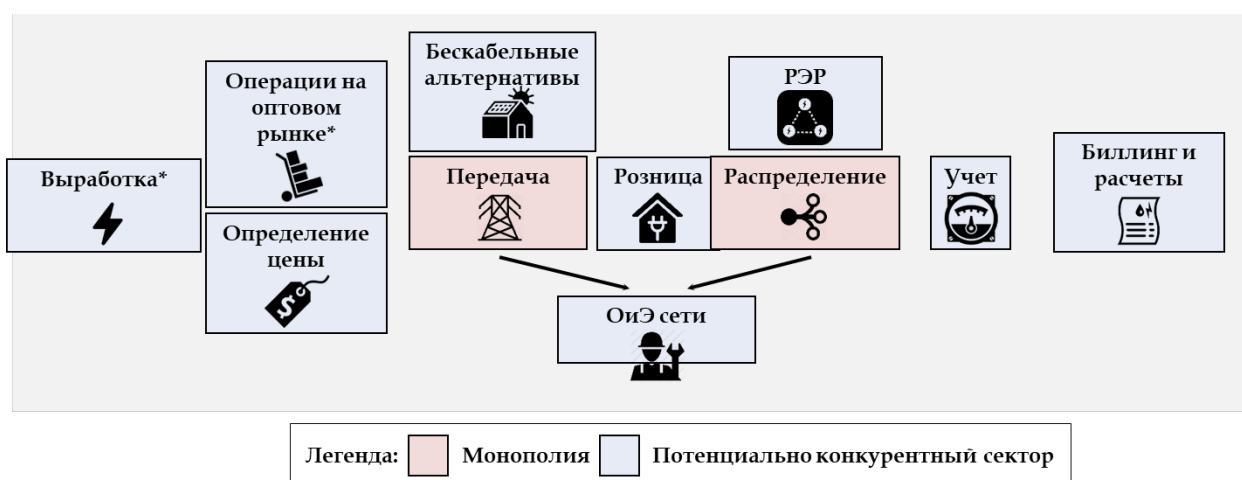 Выработка*
Операции на
оптовом
рынке*
Определение
цены
Бескабельные
альтернативы
Передача
Розница
РЭР
Распределение
ОиЭ сети
Учет
Биллинг и
расчеты
Легенда: Монополия Потенциально конкурентный сектор